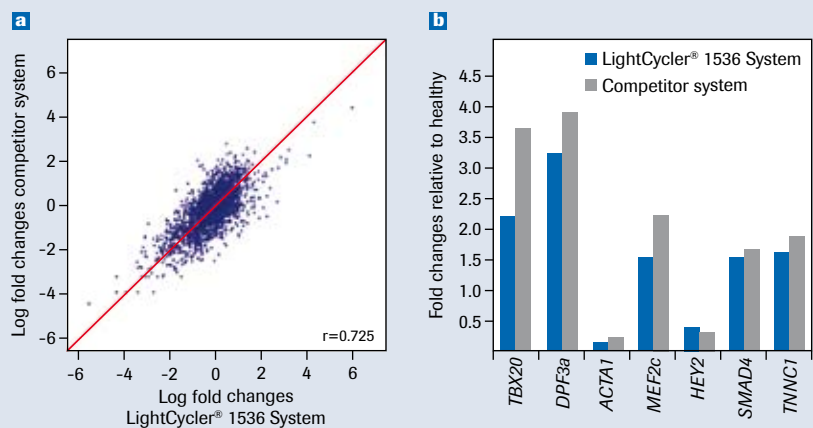 a
Log fold changes competitor system
6
4
2
0
-2
-4
-6
-6 -4 -2 0 2 4 6
r=0.725
Log fold changes
LightCycler® 1536 System
b
LightCycler® 1536 System
Competitor system
Fold changes relative to healthy
4.5
4.0
3.5
3.0
2.5
2.0
1.5
1.0
0.5
TBX20
DPF3a
ACTA1
MEF2c
HEY2
SMAD4
TNNC1